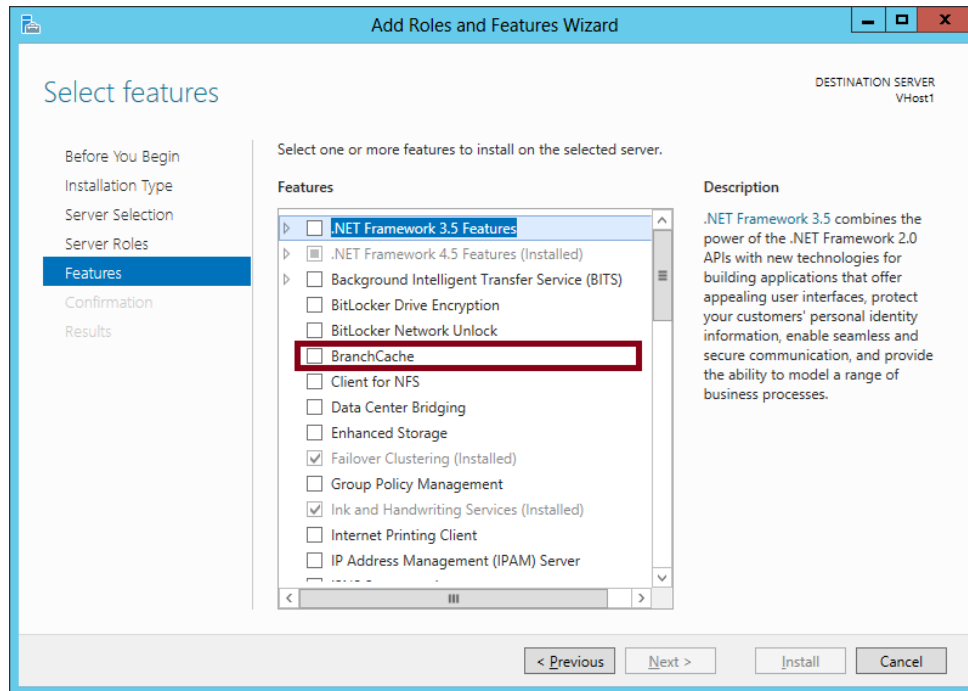 Add Roles and Features Wizard
Select features
DESTINATION SERVER
VHost1
Before You Begin
Installation Type
Server Selection
Server Roles
Features
Confirmation
Results
Select one or more features to install on the selected server.
Features
.NET Framework 3.5 Features
.NET Framework 4.5 Features (Installed)
Background Intelligent Transfer Service (BITS)
BitLocker Drive Encryption
BitLocker Network Unlock
BranchCache
Client for NFS
Data Center Bridging
Enhanced Storage
Failover Clustering (Installed)
Group Policy Management
Ink and Handwriting Services (Installed)
Internet Printing Client
IP Address Management (IPAM) Server
Description
.NET Framework 3.5 combines the
power of the .NET Framework 2.0
APIs with new technologies for
building applications that offer
appealing user interfaces, protect
your customers' personal identity
information, enable seamless and
secure communication, and provide
the ability to model a range of
business processes.
< Previous
Next >
Install
Cancel